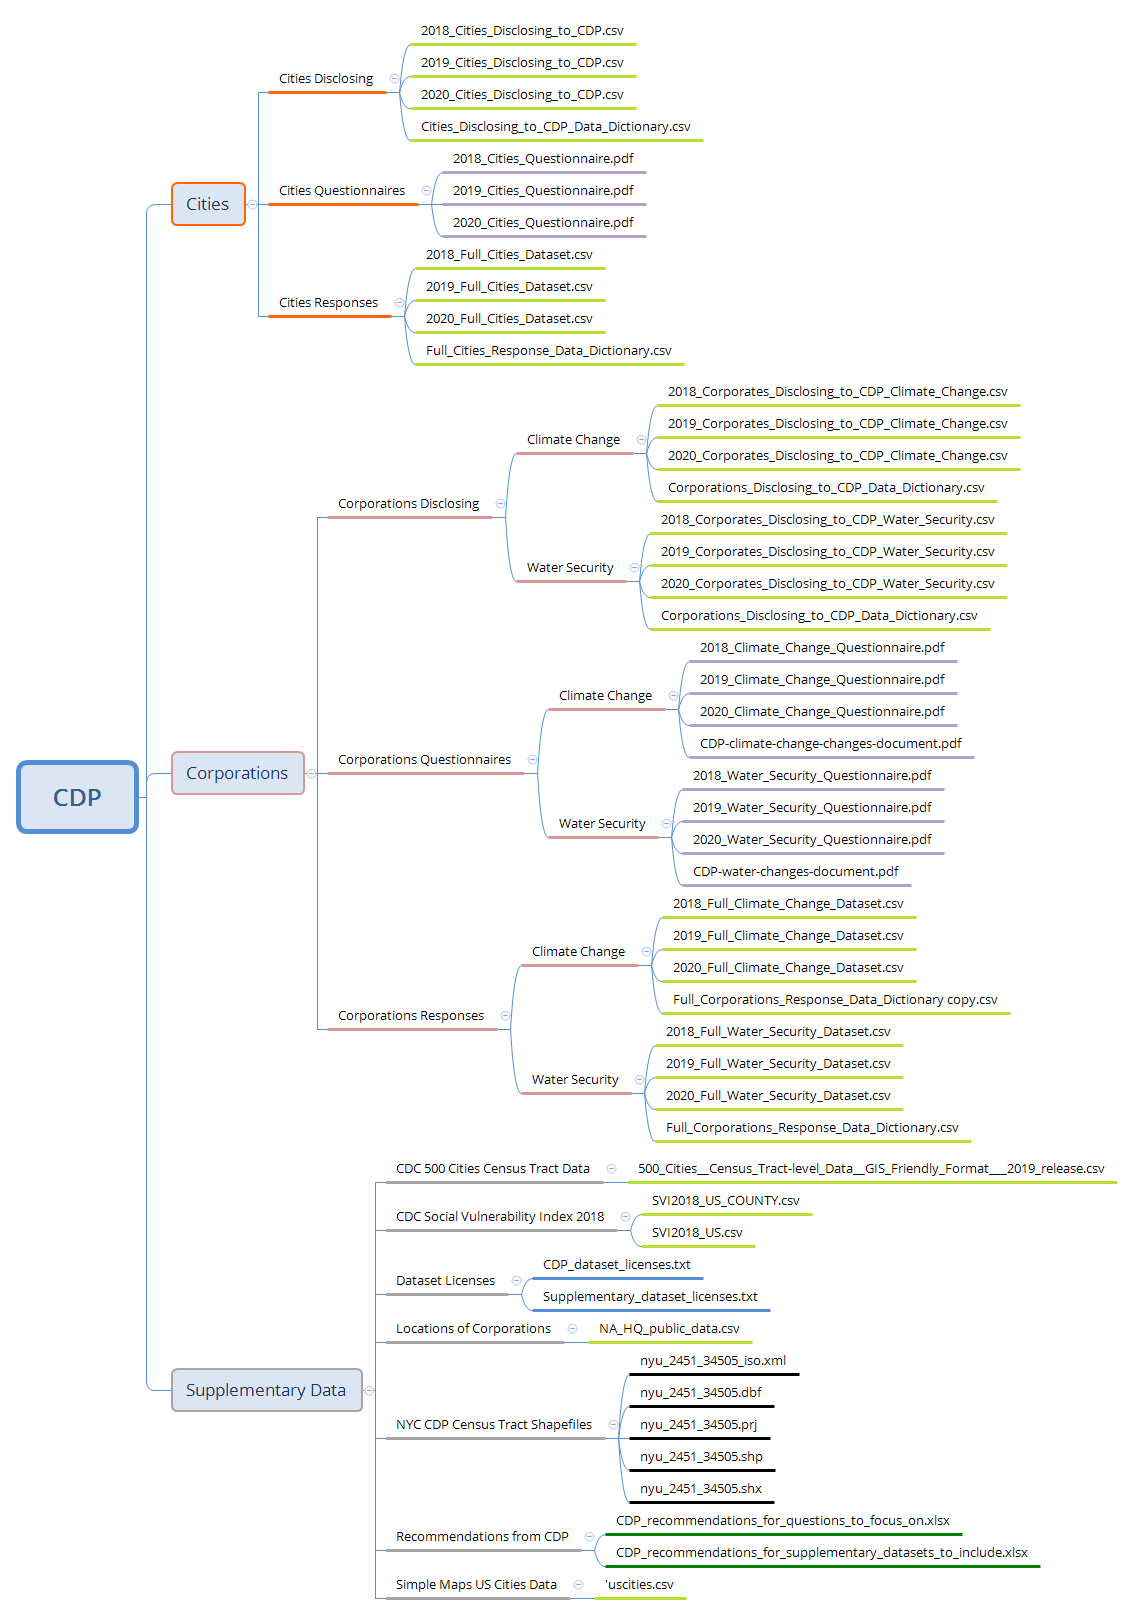 CDP
Cities
Cities Disclosing
2018_Cities_Disclosing_to_CDP.csv
2019_Cities_Disclosing_to_CDP.csv
2020_Cities_Disclosing_to_CDP.csv
Cities_Disclosing_to_CDP_Data_Dictionary.csv
Cities Questionnaires
2018_Cities_Questionnaire.pdf
2019_Cities_Questionnaire.pdf
2020_Cities_Questionnaire.pdf
Cities Responses
2018_Full_Cities_Dataset.csv
2019_Full_Cities_Dataset.csv
2020_Full_Cities_Dataset.csv
Full_Cities_Response_Data_Dictionary.csv
Corporations
Corporations Disclosing
Climate Change
2018_Corporates_Disclosing_to_CDP_Climate_Change.csv
2019_Corporates_Disclosing_to_CDP_Climate_Change.csv
2020_Corporates_Disclosing_to_CDP_Climate_Change.csv
Corporations_Disclosing_to_CDP_Data_Dictionary.csv
Water Security
2018_Corporates_Disclosing_to_CDP_Water_Security.csv
2019_Corporates_Disclosing_to_CDP_Water_Security.csv
2020_Corporates_Disclosing_to_CDP_Water_Security.csv
Corporations_Disclosing_to_CDP_Data_Dictionary.csv
Corporations Questionnaires
Climate Change
2018_Climate_Change_Questionnaire.pdf
2019_Climate_Change_Questionnaire.pdf
2020_Climate_Change_Questionnaire.pdf
CDP-climate-change-changes-document.pdf
Water Security
2018_Water_Security_Questionnaire.pdf
2019_Water_Security_Questionnaire.pdf
2020_Water_Security_Questionnaire.pdf
CDP-water-changes-document.pdf
Corporations Responses
Climate Change
2018_Full_Climate_Change_Dataset.csv
2019_Full_Climate_Change_Dataset.csv
2020_Full_Climate_Change_Dataset.csv
Full_Corporations_Response_Data_Dictionary copy.csv
Water Security
2018_Full_Water_Security_Dataset.csv
2019_Full_Water_Security_Dataset.csv
2020_Full_Water_Security_Dataset.csv
Full_Corporations_Response_Data_Dictionary.csv
Supplementary Data
CDC 500 Cities Census Tract Data
500_Cities__Census_Tract-level_Data__GIS_Friendly_Format___2019_release.csv
CDC Social Vulnerability Index 2018
SVI2018_US_COUNTY.csv
SVI2018_US.csv
Dataset Licenses
CDP_dataset_licenses.txt
Supplementary_dataset_licenses.txt
Locations of Corporations
NA_HQ_public_data.csv
NYC CDP Census Tract Shapefiles
nyu_2451_34505_iso.xml
nyu_2451_34505.dbf
nyu_2451_34505.prj
nyu_2451_34505.shp
nyu_2451_34505.shx
Recommendations from CDP
CDP_recommendations_for_questions_to_focus_on.xlsx
CDP_recommendations_for_supplementary_datasets_to_include.xlsx
Simple Maps US Cities Data
'uscities.csv